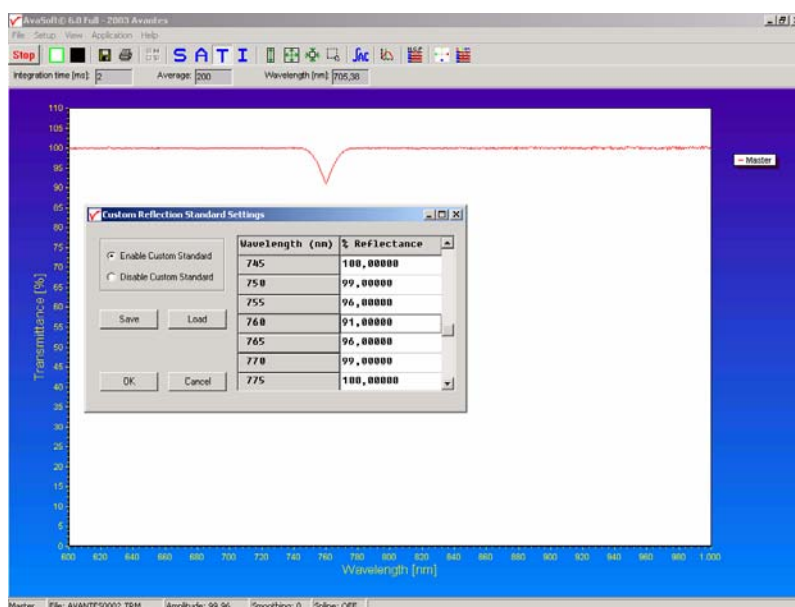 AvaSoft© 6.0 Full - 2003 Avantes
File Setup View Application Help
Stop S A T I
Integration time [ms]: 2 Average: 200 Wavelength [nm]: 705,38
110
105
100
95
90
85
80
75
70
65
60
55
50
45
40
35
30
25
20
15
10
5
0
Transmittance [%]
Master
Custom Reflection Standard Settings
Enable Custom Standard
Disable Custom Standard
Save Load
OK Cancel
Wavelength (nm) % Reflectance
745 100,00000
750 99,00000
755 96,00000
760 91,00000
765 96,00000
770 99,00000
775 100,00000
600 620 640 660 680 700 720 740 760 780 800 820 840 860 880 900 920 940 960 980 1.000
Wavelength [nm]
Master File: AVANTES0002.TRM Amplitude: 99,96 Smoothing: 0 Spline: OFF